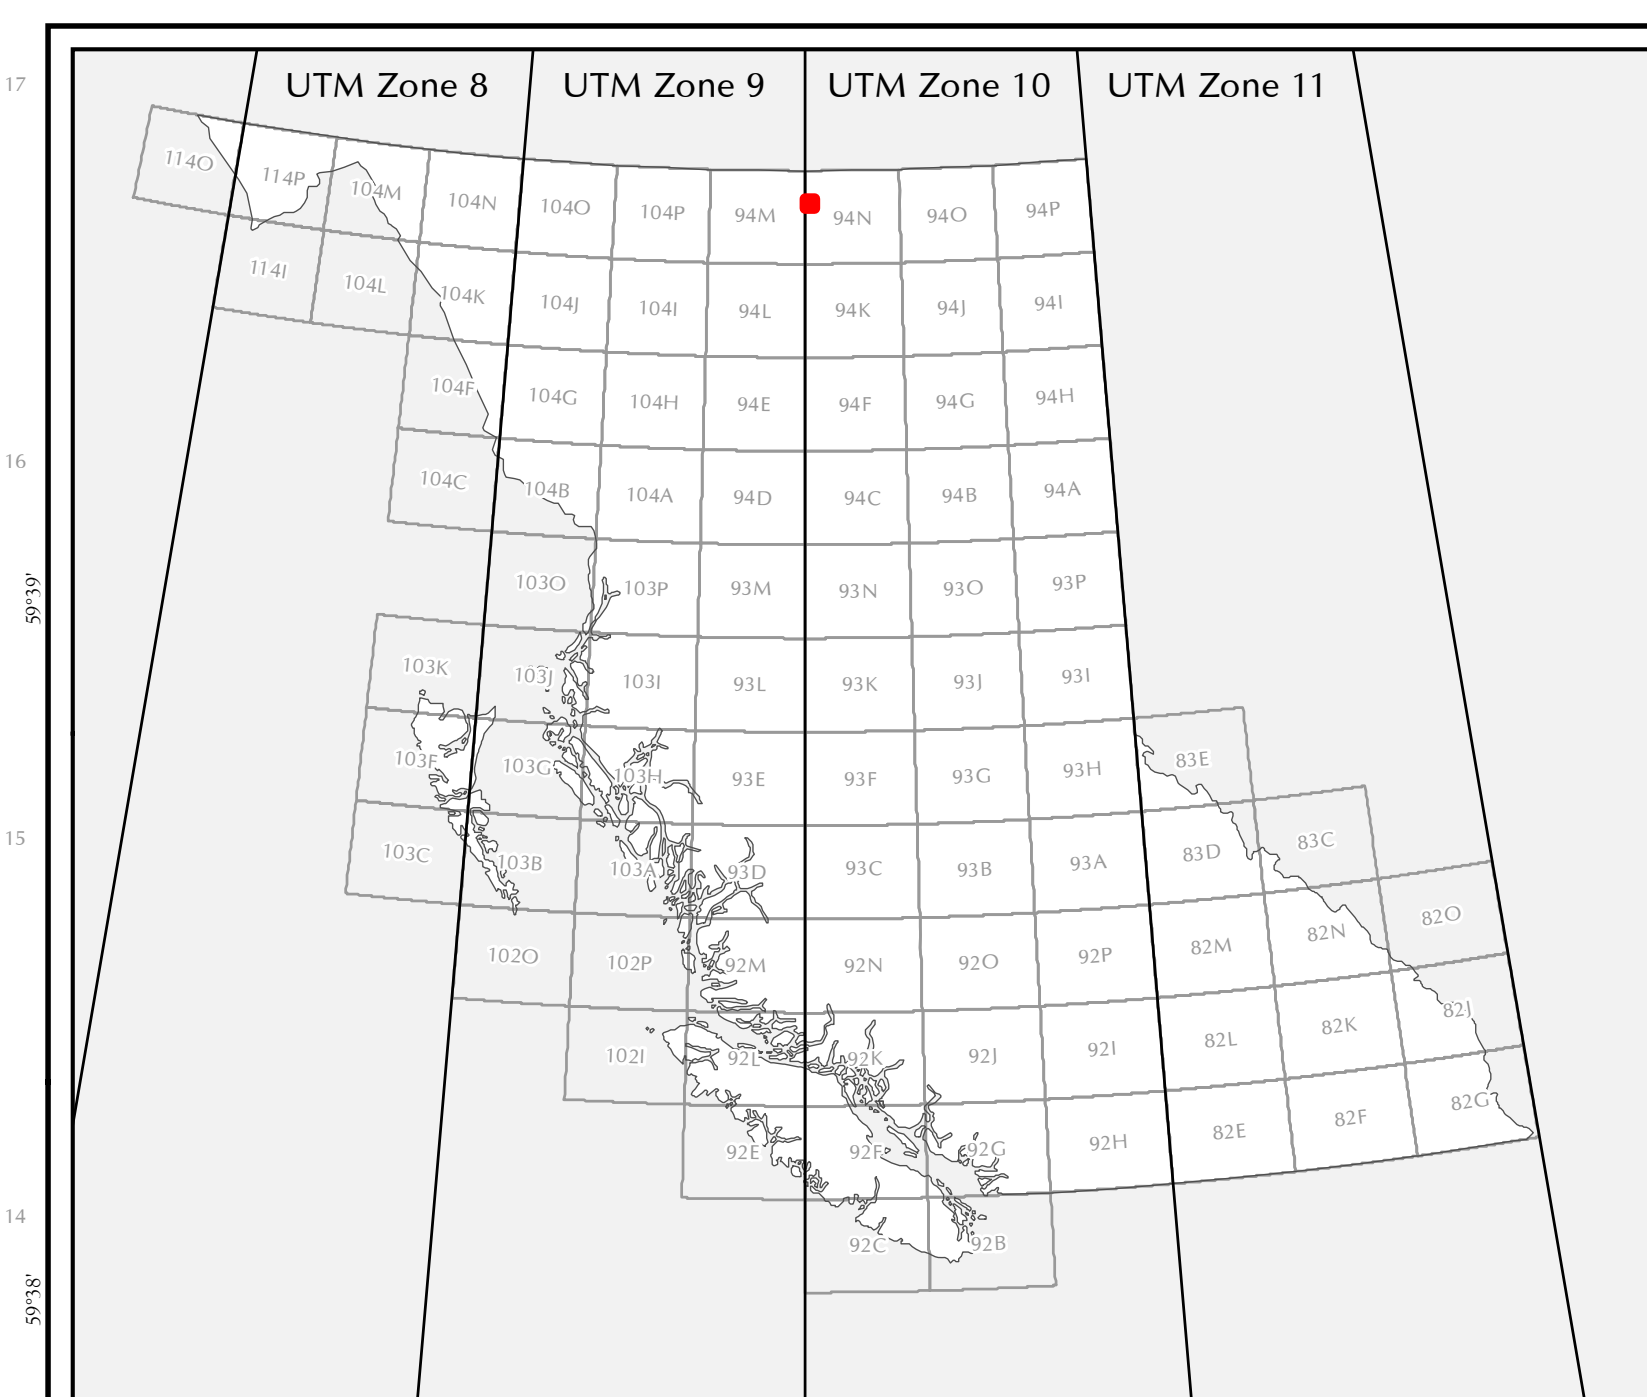 UTM Zone 8 UTM Zone 9 UTM Zone 10 UTM Zone 11
17
114O 114P 104M 104N 104O 104P 94M 94N 94O 94P
114I 104L 104K 104J 104I 94L 94K 94J 94I
104F 104G 104H 94E 94F 94G 94H
16
104C 104B 104A 94D 94C 94B 94A
59°39'
103O 103P 93M 93N 93O 93P
103K 103J 103I 93L 93K 93J 93I
103F 103G 103H 93E 93F 93G 93H 83E
15
103C 103B 103A 93D 93C 93B 93A 83D 83C
102O 102P 92M 92N 92O 92P 82M 82N 82O
102I 92L 92K 92J 92I 82L 82K 82J
92E 92F 92G 92H 82E 82F 82G
14
92C 92B
59°38'